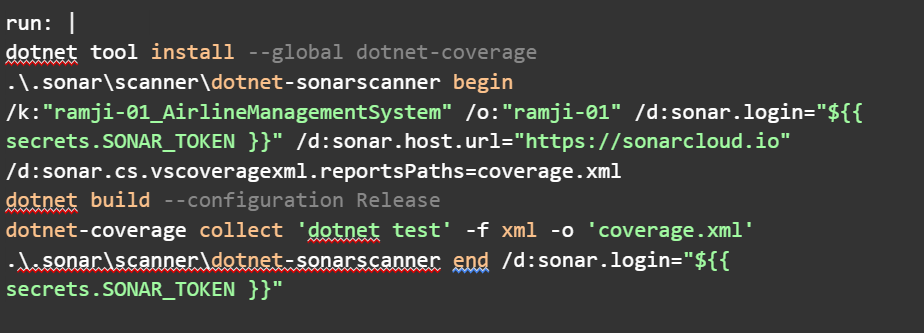 run: |
dotnet tool install --global dotnet-coverage
.\.sonar\scanner\dotnet-sonarscanner begin
/k:"ramji-01_AirlineManagementSystem" /o:"ramji-01" /d:sonar.login="${{
secrets.SONAR_TOKEN }}" /d:sonar.host.url="https://sonarcloud.io"
/d:sonar.cs.vscoveragexml.reportsPaths=coverage.xml
dotnet build --configuration Release
dotnet-coverage collect 'dotnet test' -f xml -o 'coverage.xml'
.\.sonar\scanner\dotnet-sonarscanner end /d:sonar.login="${{
secrets.SONAR_TOKEN }}"